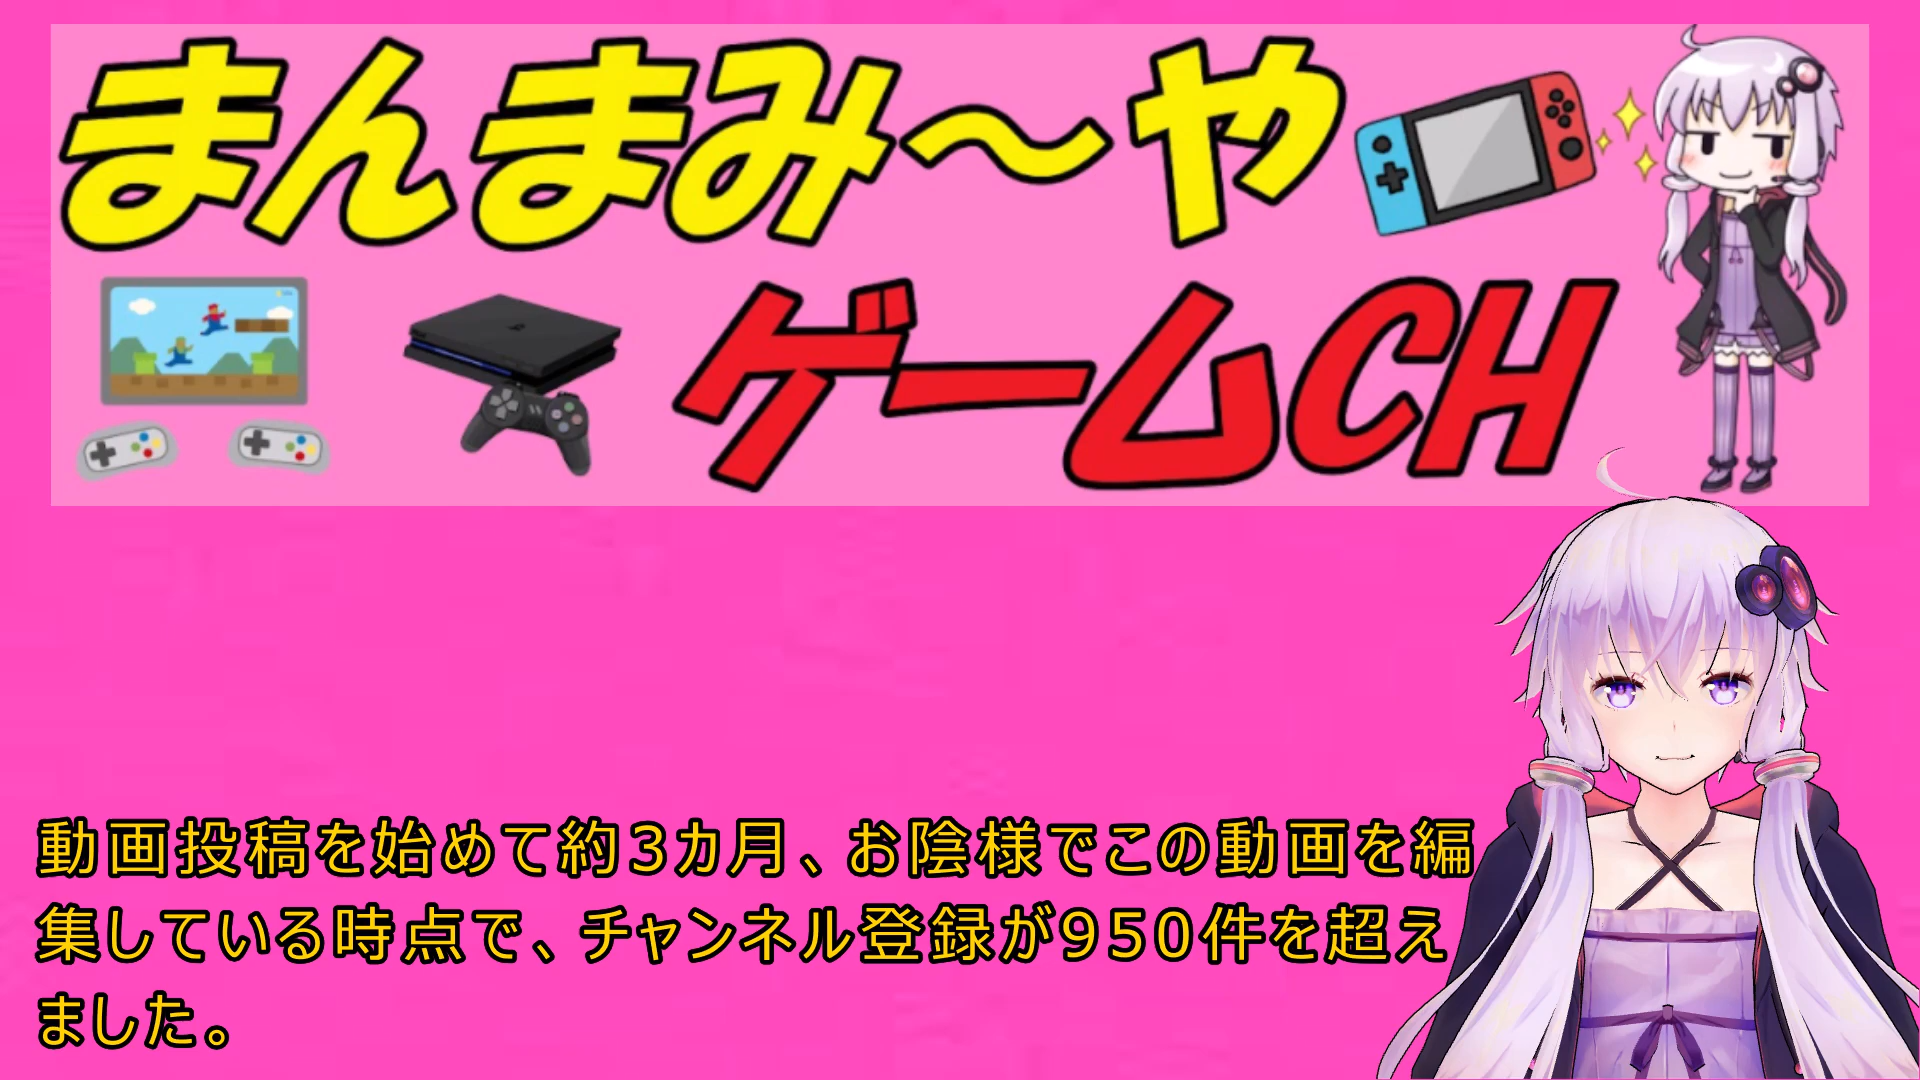 まんまみ～や
ゲームCH
動画投稿を始めて約3カ月、お陰様でこの動画を編
集している時点で、チャンネル登録が950件を超え
ました。